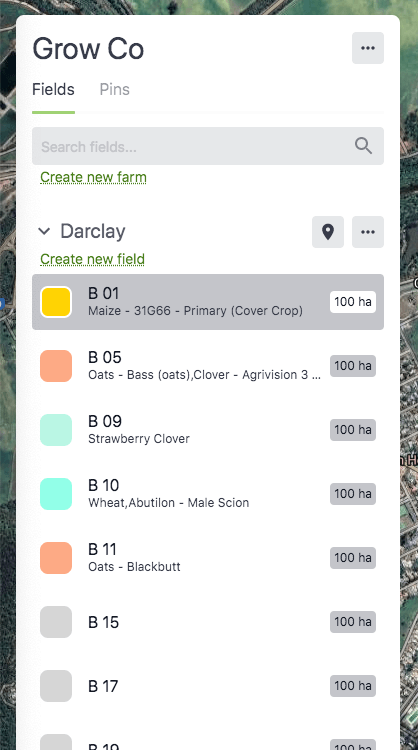 Grow Co
Fields Pins
Search fields...
Create new farm
Darclay
Create new field
B 01
Maize - 31G66 - Primary (Cover Crop)
100 ha
B 05
Oats - Bass (oats),Clover - Agrivision 3 ...
100 ha
B 09
Strawberry Clover
100 ha
B 10
Wheat,Abutilon - Male Scion
100 ha
B 11
Oats - Blackbutt
100 ha
B 15
100 ha
B 17
100 ha
B 19
100 ha